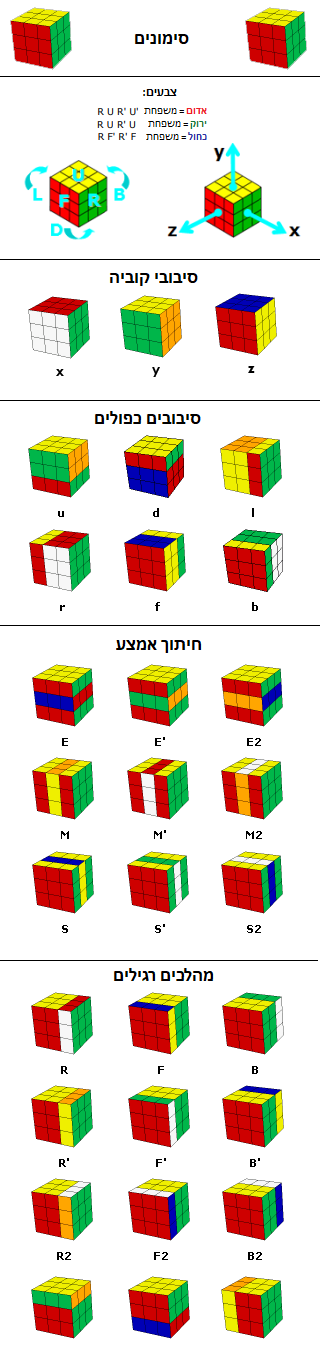 סימונים
צבעים:
אדום = משפחת R U R' U'
ירוק = משפחת R U R' U
כחול = משפחת R F' R' F
y
U
L
F
R
B
D
z
x
סיבובי קוביה
x
y
z
סיבובים כפולים
u
d
l
r
f
b
חיתוך אמצע
E
E'
E2
M
M'
M2
S
S'
S2
מהלכים רגילים
R
F
B
R'
F'
B'
R2
F2
B2